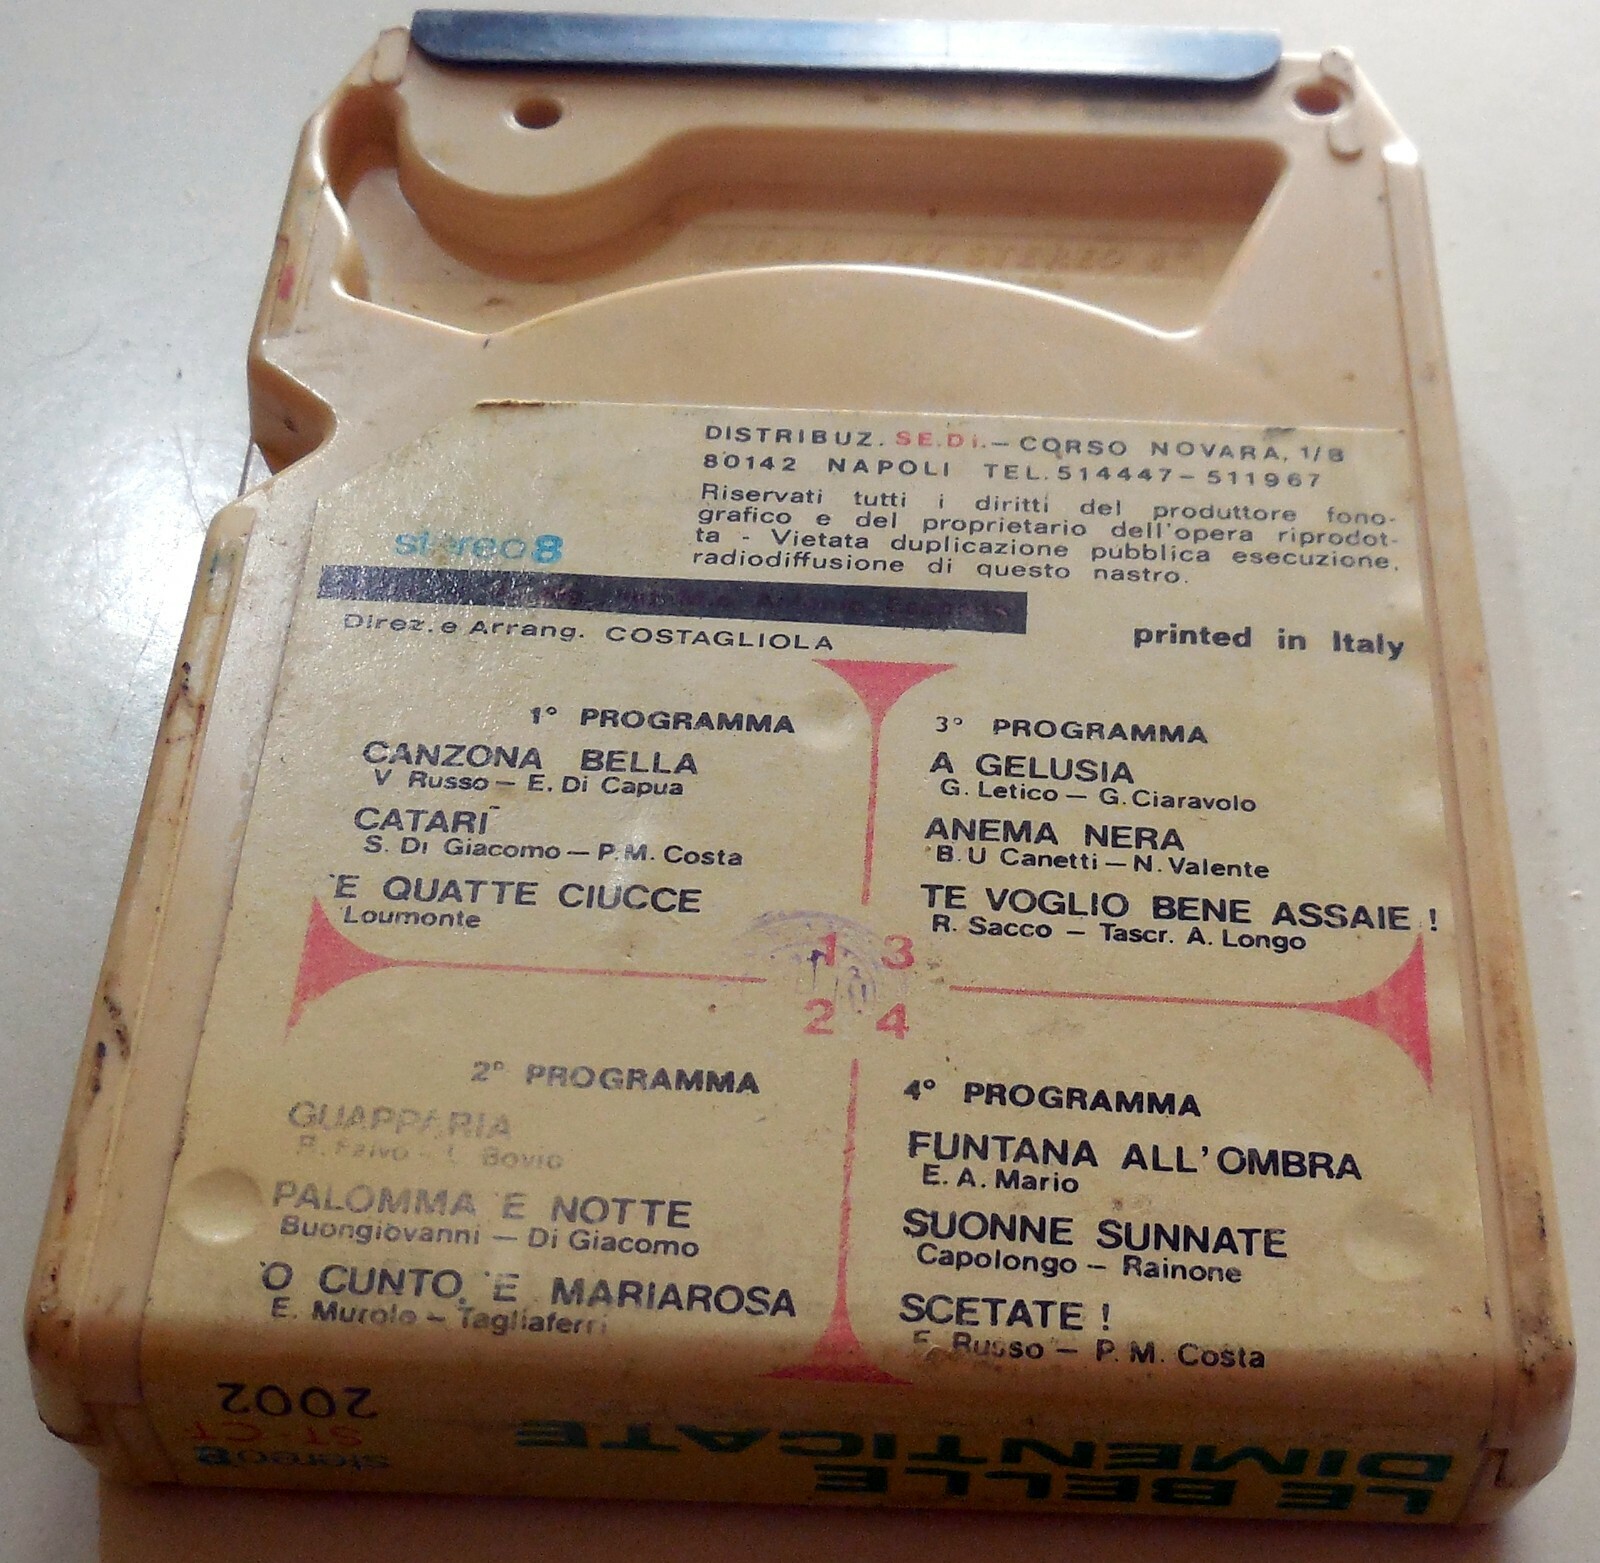 DISTRIBUZ. SE.DI. — CORSO NOVARA, 1/B
80142 NAPOLI TEL. 514447 – 511967
Riservati tutti i diritti del produttore fono-
grafico e del proprietario dell'opera riprodot-
ta - Vietata duplicazione pubblica esecuzione,
radiodiffusione di questo nastro.
stereo8
Direz. e Arrang. COSTAGLIOLA
printed in Italy
1° PROGRAMMA
CANZONA BELLA
V Russo — E. Di Capua
CATARI
S. Di Giacomo — P.M. Costa
'E QUATTE CIUCCE
Loumonte
3° PROGRAMMA
A GELUSIA
G. Letico — G. Ciaravolo
ANEMA NERA
B. U Canetti — N. Valente
TE VOGLIO BENE ASSAIE !
R. Sacco — Tascr. A. Longo
1 3
2 4
2° PROGRAMMA
GUAPPARIA
R. Falvo - L. Bovio
PALOMMA 'E NOTTE
Buongiovanni — Di Giacomo
'O CUNTO 'E MARIAROSA
E. Murolo — Tagliaferri
4° PROGRAMMA
FUNTANA ALL'OMBRA
E. A. Mario
SUONNE SUNNATE
Capolongo — Rainone
SCETATE !
Russo — P. M. Costa
LE BELLE
DIMENTICATE
stereo8
ST-CT
2002